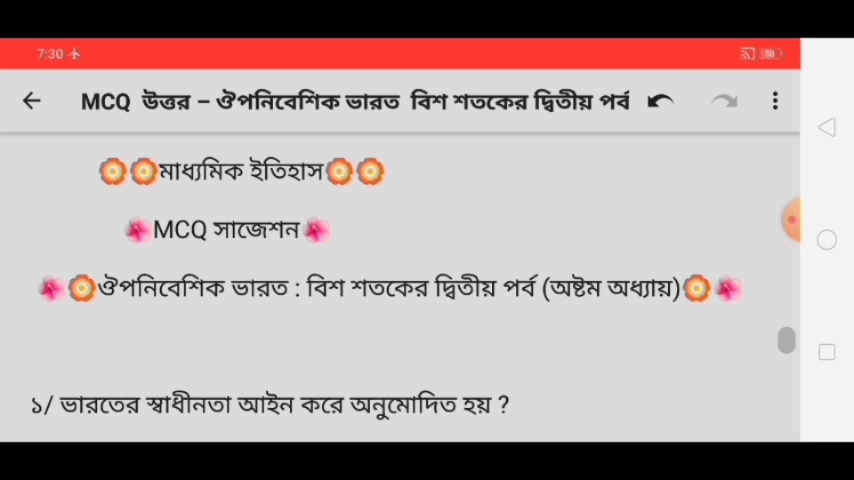 7:30
50
MCQ উত্তর – ঔপনিবেশিক ভারত বিশ শতকের দ্বিতীয় পর্ব
মাধ্যমিক ইতিহাস
MCQ সাজেশন
ঔপনিবেশিক ভারত : বিশ শতকের দ্বিতীয় পর্ব (অষ্টম অধ্যায়)
১/ ভারতের স্বাধীনতা আইন করে অনুমোদিত হয় ?